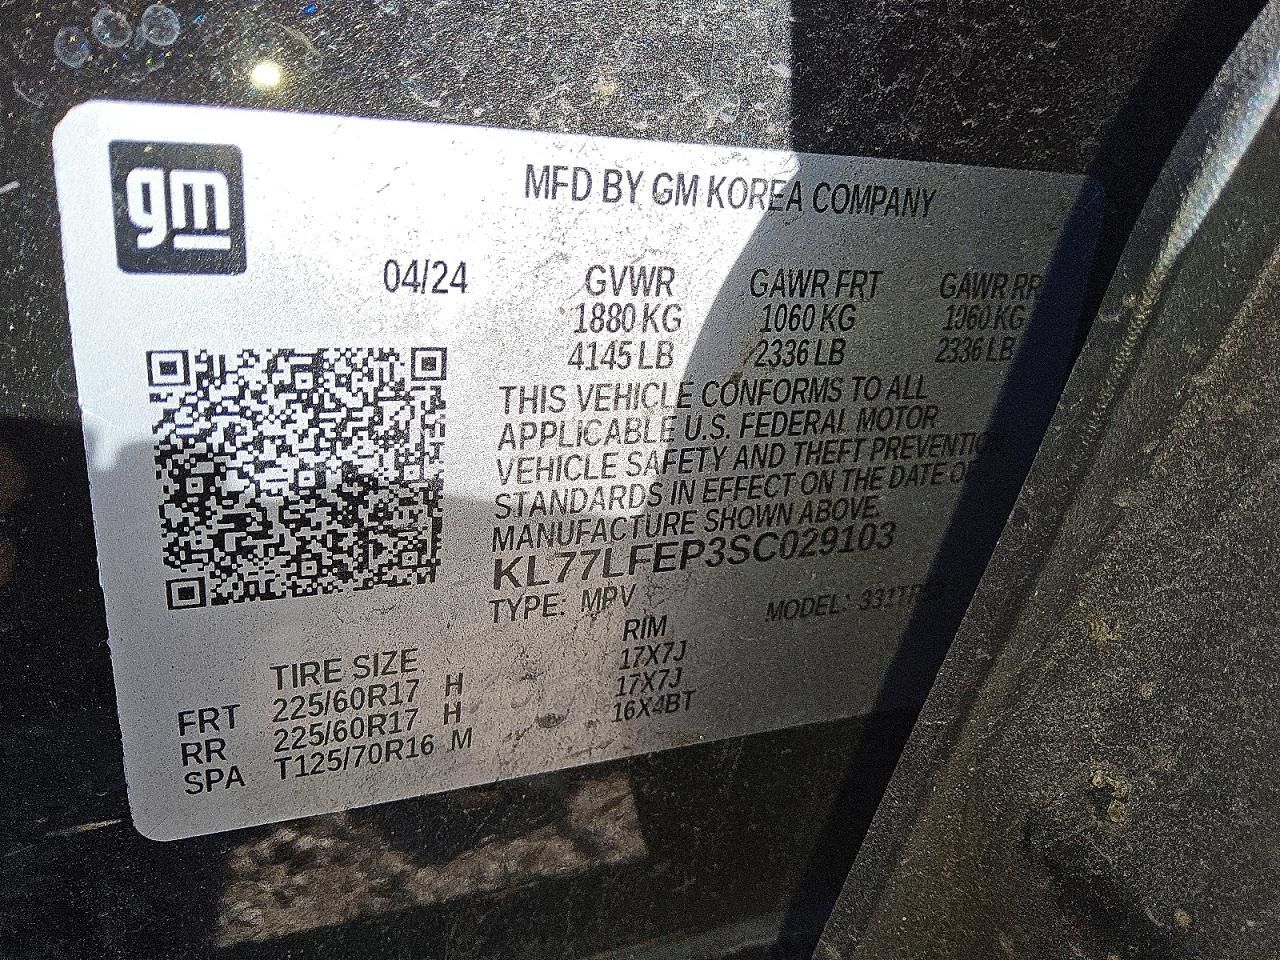 gm
MFD BY GM KOREA COMPANY
04/24 GVWR GAWR FRT GAWR RR
1880 KG 1060 KG 1060 KG
4145 LB 2336 LB 2336 LB
THIS VEHICLE CONFORMS TO ALL
APPLICABLE U.S. FEDERAL MOTOR
VEHICLE SAFETY AND THEFT PREVENTION
STANDARDS IN EFFECT ON THE DATE OF
MANUFACTURE SHOWN ABOVE.
KL77LFEP3SC029103
TYPE: MPV MODEL:
TIRE SIZE RIM
FRT 225/60R17 H 17X7J
RR 225/60R17 H 17X7J
SPA T125/70R16 M 16X4BT